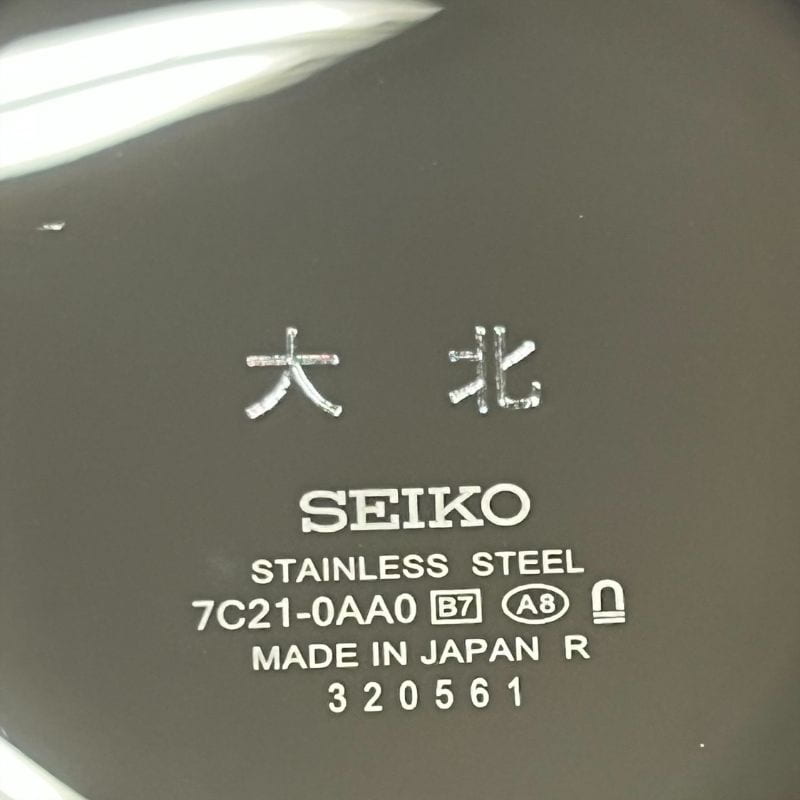 大 北
SEIKO
STAINLESS STEEL
7C21-0AA0 B7 A8
MADE IN JAPAN R
320561